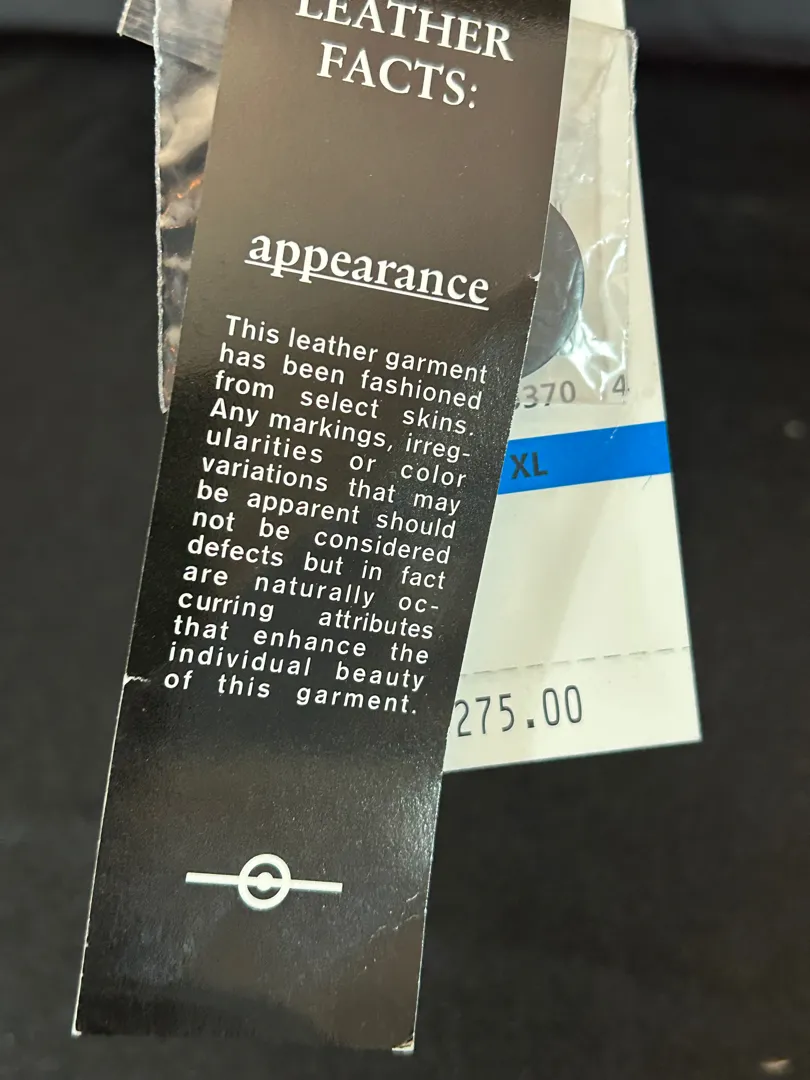 LEATHER
FACTS:
appearance
This leather garment
has been fashioned
from select skins.
Any markings, irreg-
ularities or color
variations that may
be apparent should
not be considered
defects but in fact
are naturally oc-
curring attributes
that enhance the
individual beauty
of this garment.
370 4
XL
275.00